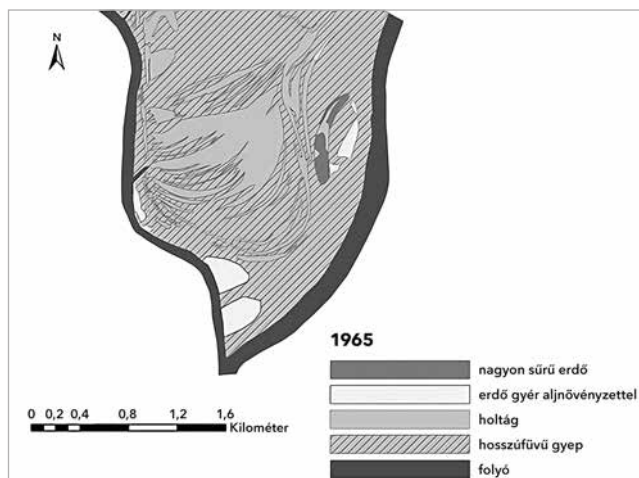 N
1965
nagyon sűrű erdő
erdő gyér aljnövényzettel
holtág
hosszúfűvű gyep
folyó
0 0,2 0,4 0,8 1,2 1,6
Kilométer